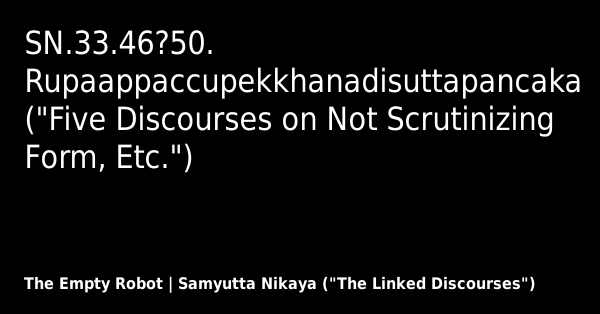 SN.33.46?50.
Rupaappaccupekkhanadisuttapancaka
("Five Discourses on Not Scrutinizing
Form, Etc.")
The Empty Robot | Samyutta Nikaya ("The Linked Discourses")